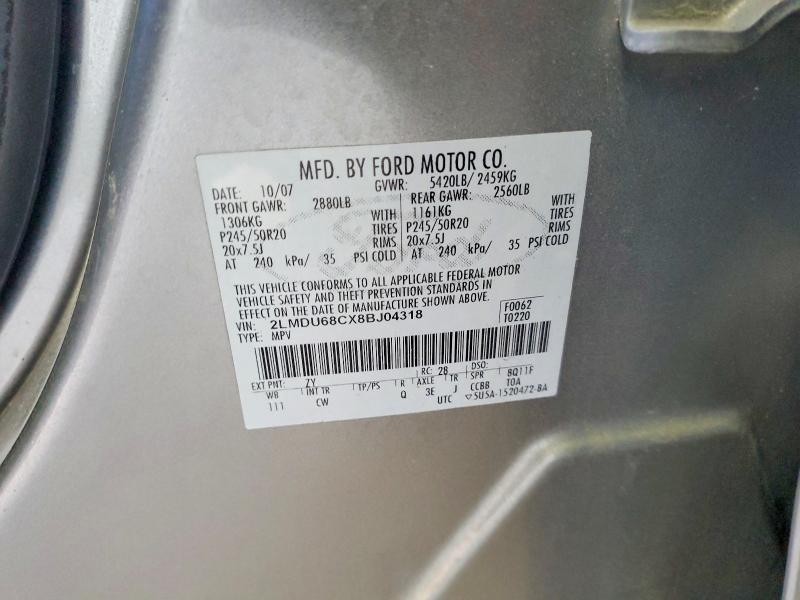 MFD. BY FORD MOTOR CO.
DATE: 10/07 GVWR: 5420LB/ 2459KG
FRONT GAWR: 2880LB REAR GAWR: 2560LB
1306KG WITH 1161KG WITH
P245/50R20 TIRES P245/50R20 TIRES
20x7.5J RIMS 20x7.5J RIMS
AT 240 kPa/ 35 PSI COLD AT 240 kPa/ 35 PSI COLD
Ford
THIS VEHICLE CONFORMS TO ALL APPLICABLE FEDERAL MOTOR
VEHICLE SAFETY AND THEFT PREVENTION STANDARDS IN
EFFECT ON THE DATE OF MANUFACTURE SHOWN ABOVE.
VIN: 2LMDU68CX8BJ04318 F0062
TYPE: MPV T0220
EXT PNT: ZY RC: 28 DSO:
WB INT TR TP/PS R AXLE TR SPR 8Q11F
111 CW Q 3E J CCBB TOA
UTC ▽5U5A-1520472-BA